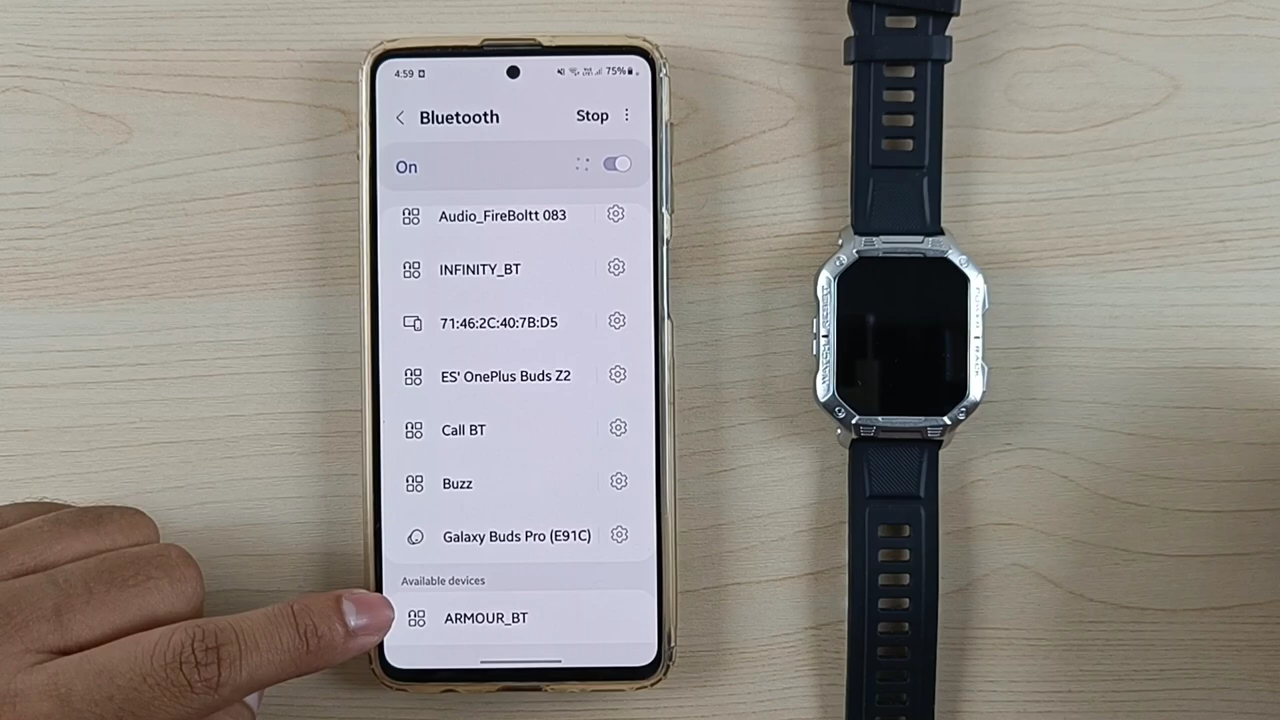 4:59
75%
Bluetooth
Stop
On
Audio_FireBoltt 083
INFINITY_BT
71:46:2C:40:7B:D5
ES' OnePlus Buds Z2
Call BT
Buzz
Galaxy Buds Pro (E91C)
Available devices
ARMOUR_BT